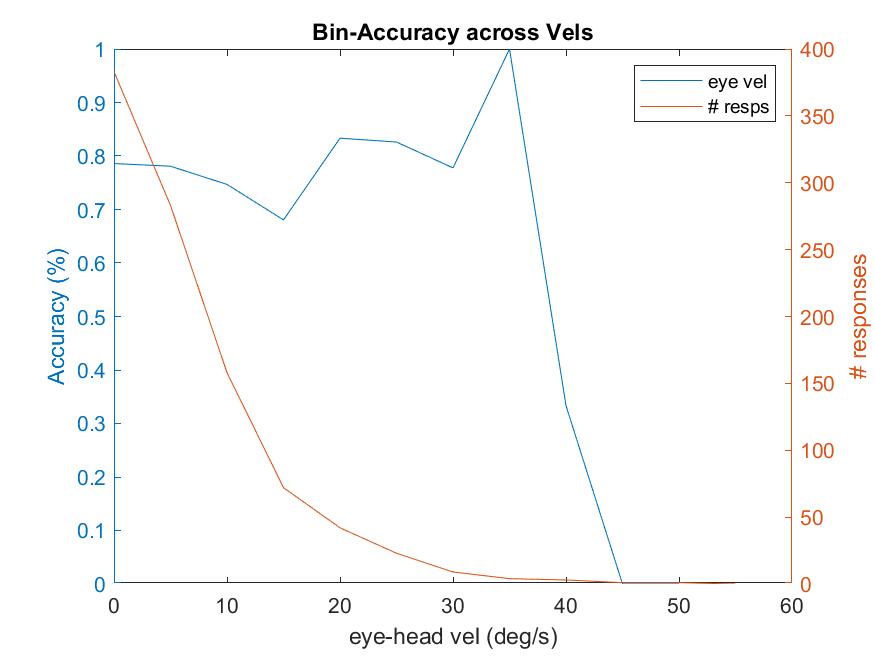 Bin-Accuracy across Vels
1
0.9
0.8
0.7
0.6
0.5
0.4
0.3
0.2
0.1
0
Accuracy (%)
400
350
300
250
200
150
100
50
0
# responses
eye vel
# resps
0 10 20 30 40 50 60
eye-head vel (deg/s)